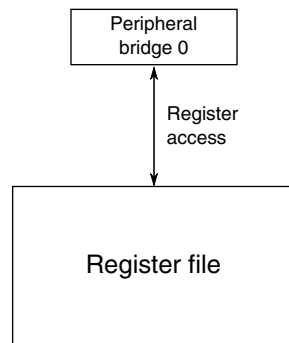 Peripheral
bridge 0
Register
access
Register file